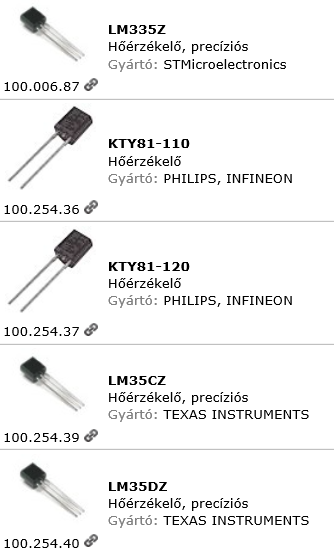 LM335Z
Hőérzékelő, precíziós
Gyártó: STMicroelectronics
100.006.87
KTY81-110
Hőérzékelő
Gyártó: PHILIPS, INFINEON
100.254.36
KTY81-120
Hőérzékelő
Gyártó: PHILIPS, INFINEON
100.254.37
LM35CZ
Hőérzékelő, precíziós
Gyártó: TEXAS INSTRUMENTS
100.254.39
LM35DZ
Hőérzékelő, precíziós
Gyártó: TEXAS INSTRUMENTS
100.254.40